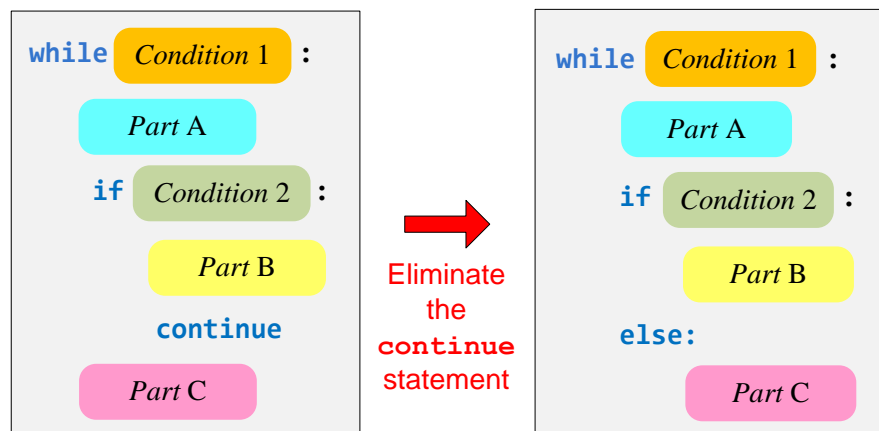 while Condition 1 :
Part A
if Condition 2 :
Part B
continue
Part C
Eliminate
the
continue
statement
while Condition 1 :
Part A
if Condition 2 :
Part B
else:
Part C